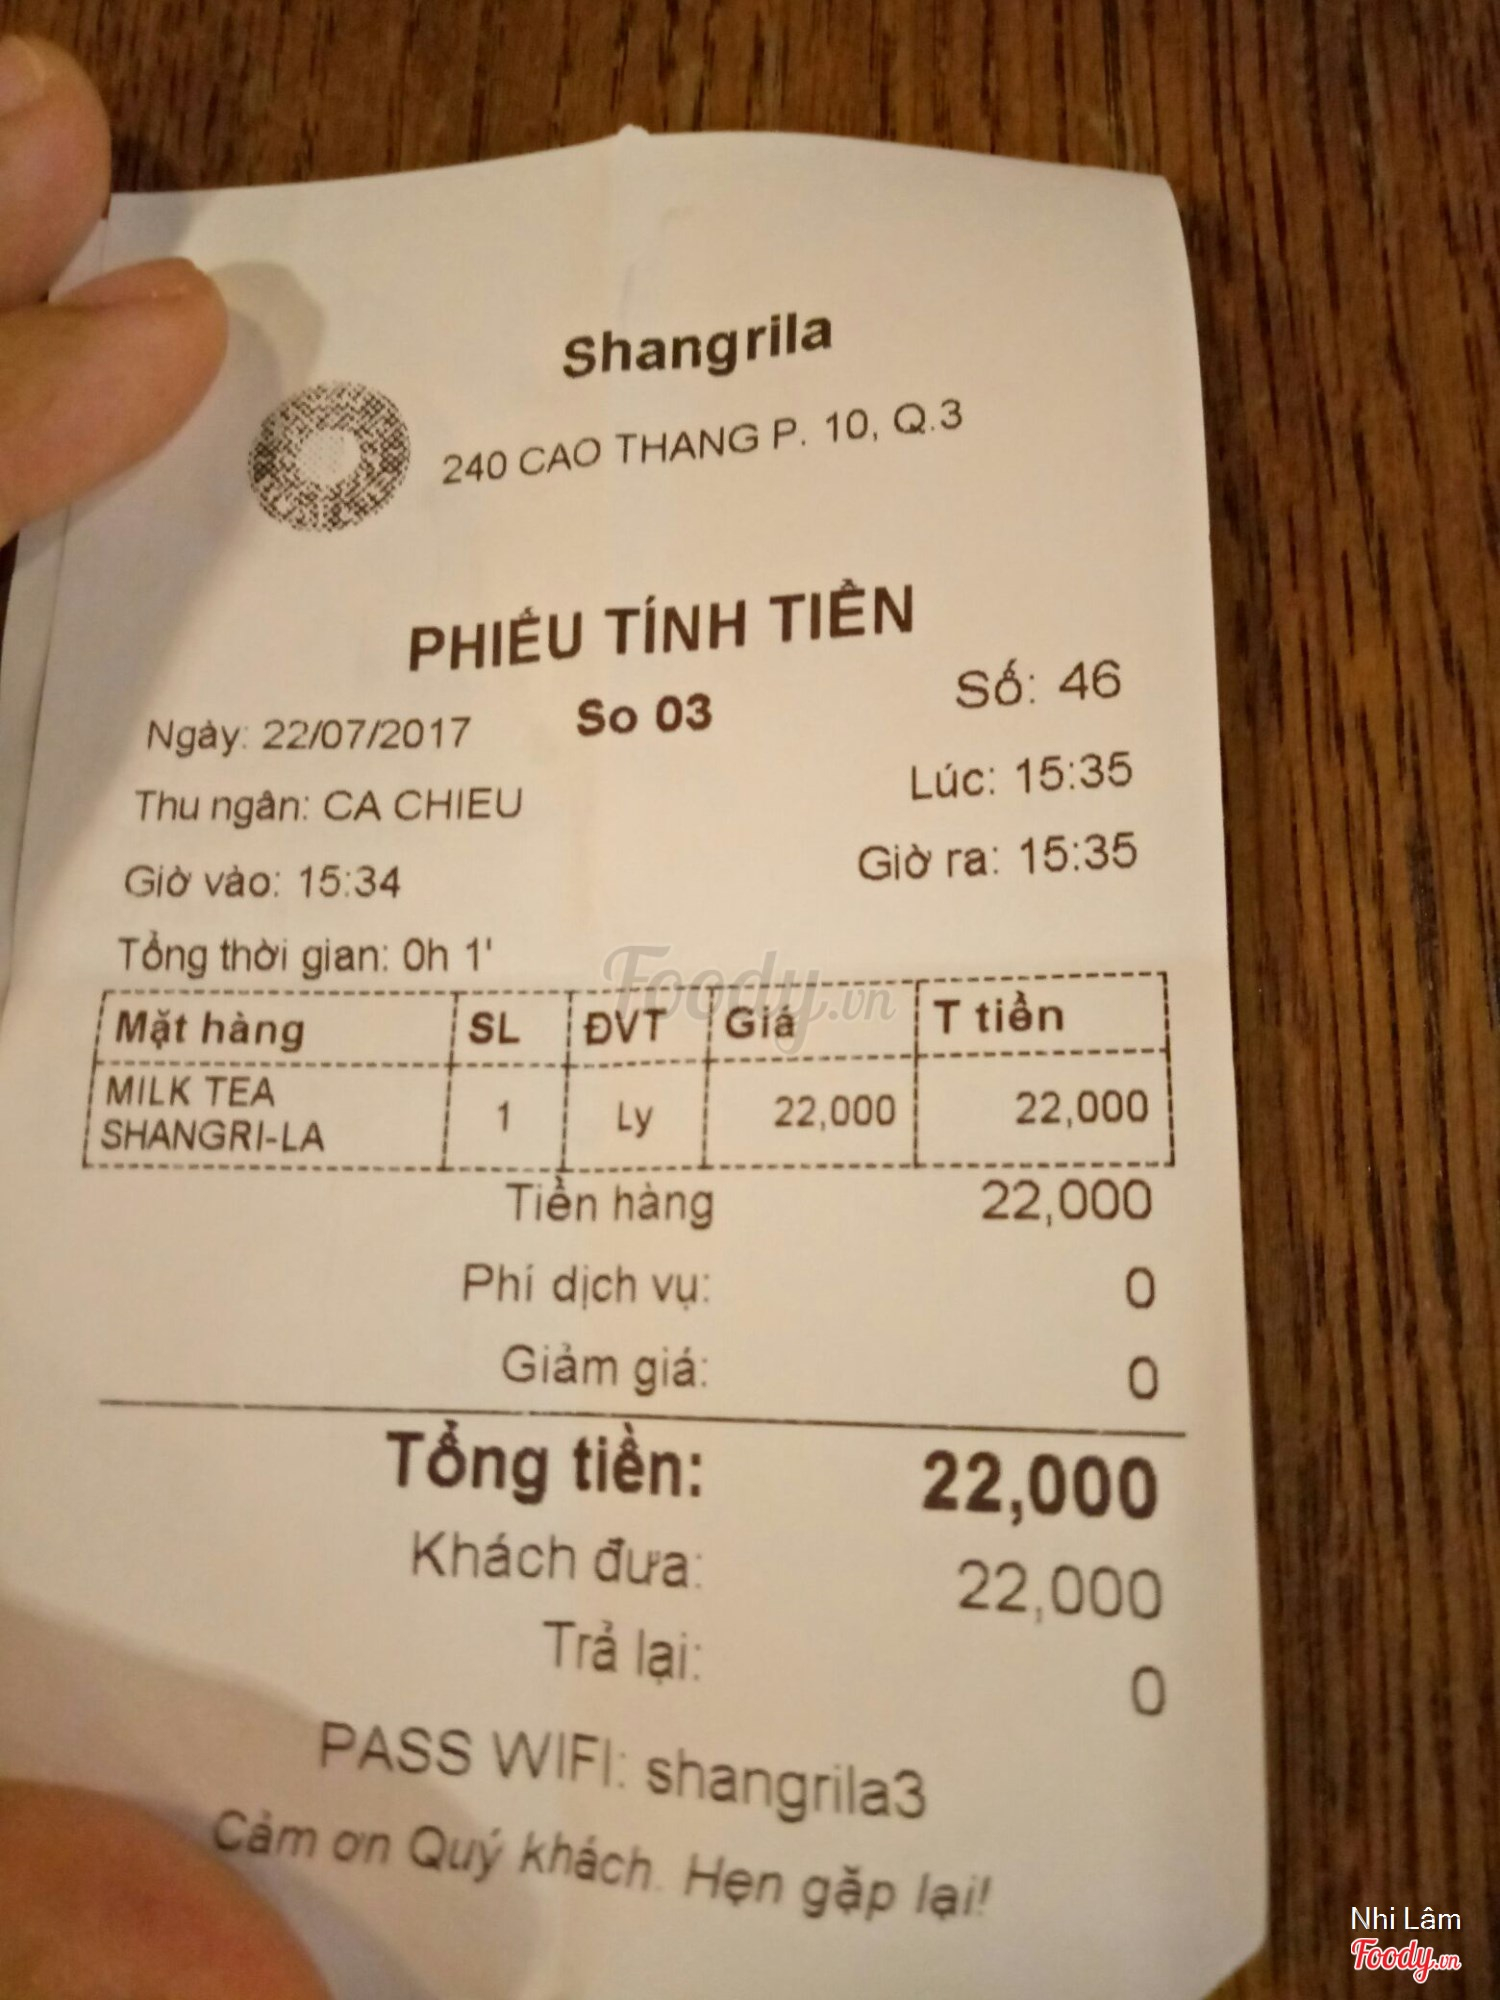 Shangrila
240 CAO THANG P. 10, Q.3
PHIẾU TÍNH TIỀN
So 03
Số: 46
Ngày: 22/07/2017
Lúc: 15:35
Thu ngân: CA CHIEU
Giờ vào: 15:34
Giờ ra: 15:35
Tổng thời gian: 0h 1'
Foody.vn
Mặt hàng SL ĐVT Giá T tiền
MILK TEA SHANGRI-LA 1 Ly 22,000 22,000
Tiền hàng 22,000
Phí dịch vụ: 0
Giảm giá: 0
Tổng tiền: 22,000
Khách đưa: 22,000
Trả lại: 0
PASS WIFI: shangrila3
Cảm ơn Quý khách. Hẹn gặp lại!
Nhi Lâm
Foody.vn